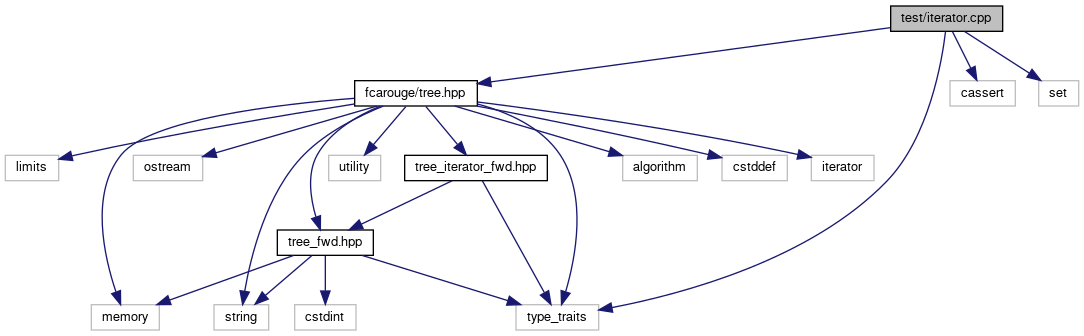 test/iterator.cpp
fcarouge/tree.hpp
cassert
set
limits
ostream
utility
tree_iterator_fwd.hpp
algorithm
cstddef
iterator
tree_fwd.hpp
memory
string
cstdint
type_traits